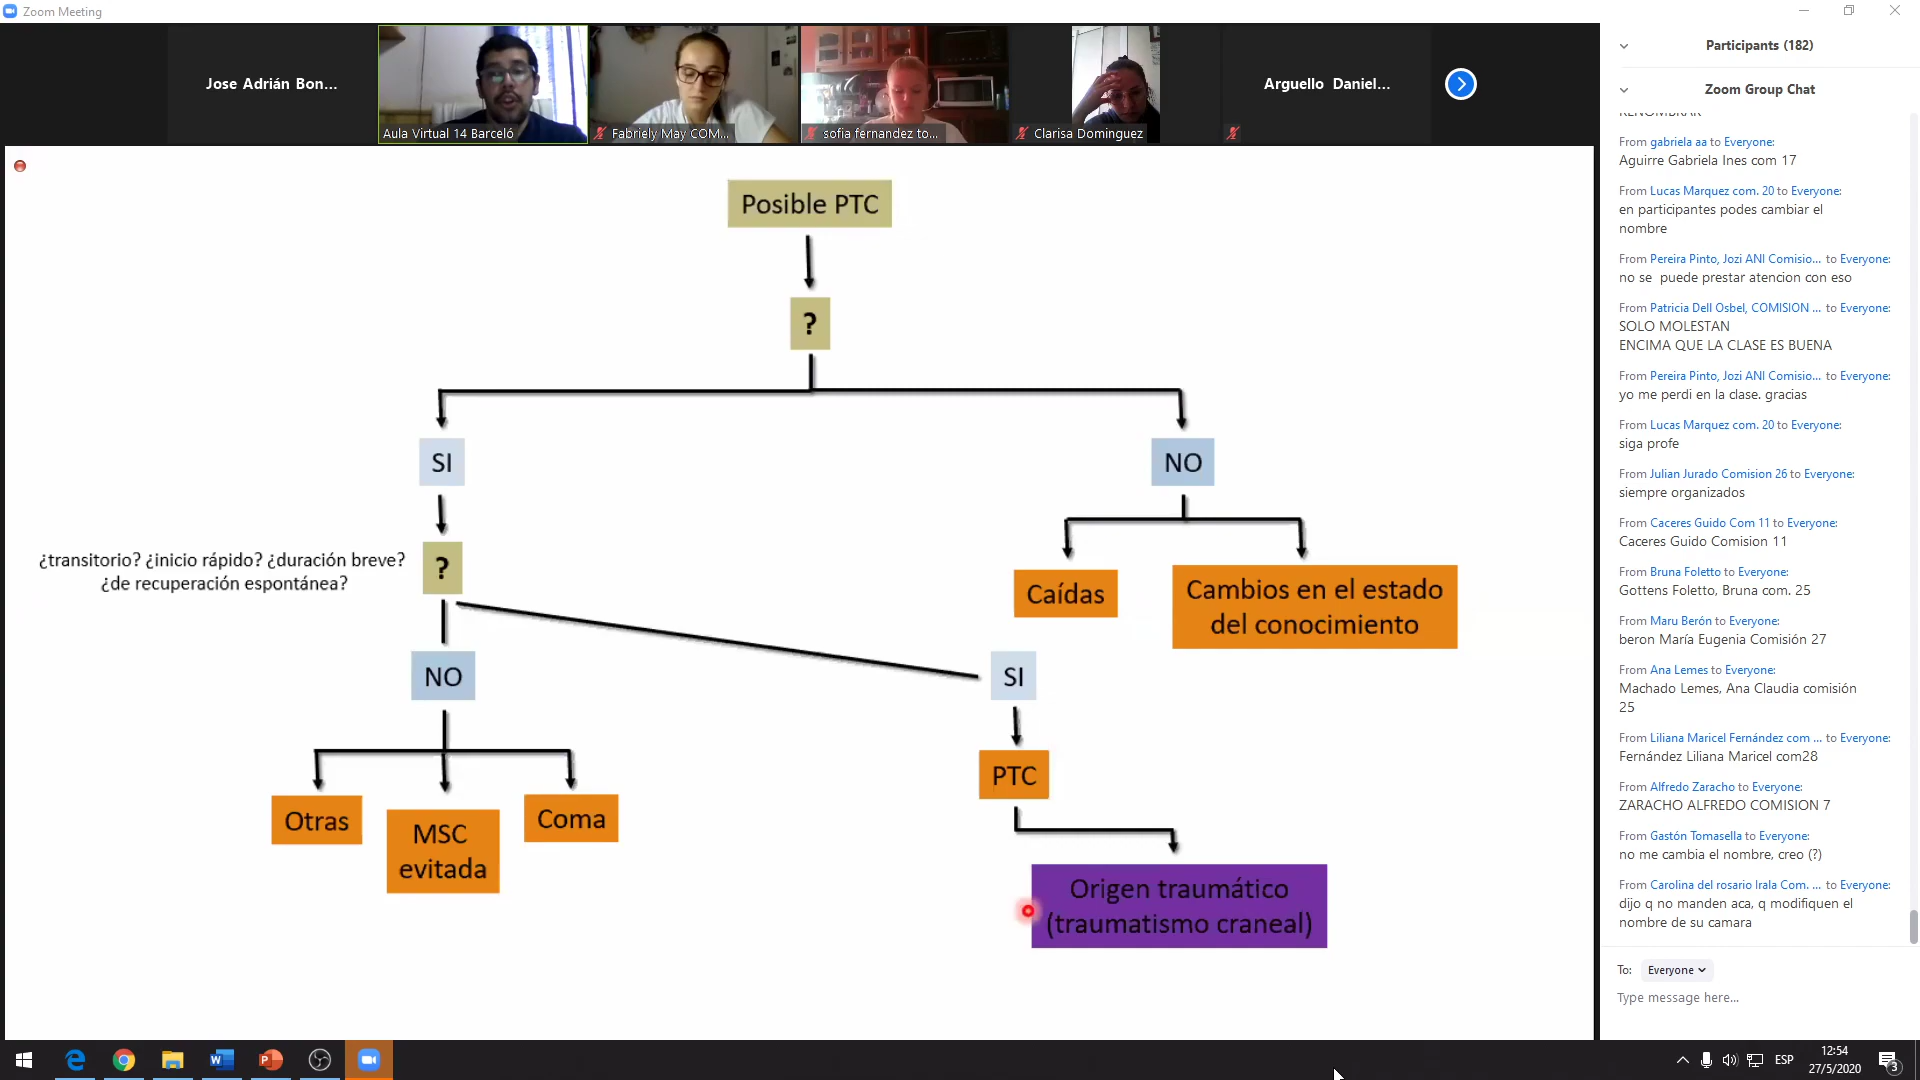 Zoom Meeting
Jose Adrián Bon...
Aula Virtual 14 Barceló
Fabriely May COM...
sofia fernandez to...
Clarisa Dominguez
Arguello Daniel...
Posible PTC
?
SI
NO
¿transitorio? ¿inicio rápido? ¿duración breve?
¿de recuperación espontánea?
?
Caídas
Cambios en el estado
del conocimiento
NO
SI
PTC
Otras
MSC
evitada
Coma
Origen traumático
(traumatismo craneal)
Participants (182)
Zoom Group Chat
RENOMBRAR
From gabriela aa to Everyone:
Aguirre Gabriela Ines com 17
From Lucas Marquez com. 20 to Everyone:
en participantes podes cambiar el
nombre
From Pereira Pinto, Jozi ANI Comisio... to Everyone:
no se puede prestar atencion con eso
From Patricia Dell Osbel, COMISION ... to Everyone:
SOLO MOLESTAN
ENCIMA QUE LA CLASE ES BUENA
From Pereira Pinto, Jozi ANI Comisio... to Everyone:
yo me perdi en la clase. gracias
From Lucas Marquez com. 20 to Everyone:
siga profe
From Julian Jurado Comision 26 to Everyone:
siempre organizados
From Caceres Guido Com 11 to Everyone:
Caceres Guido Comision 11
From Bruna Foletto to Everyone:
Gottens Foletto, Bruna com. 25
From Maru Berón to Everyone:
beron María Eugenia Comisión 27
From Ana Lemes to Everyone:
Machado Lemes, Ana Claudia comisión
25
From Liliana Maricel Fernández com ... to Everyone:
Fernández Liliana Maricel com28
From Alfredo Zaracho to Everyone:
ZARACHO ALFREDO COMISION 7
From Gastón Tomasella to Everyone:
no me cambia el nombre, creo (?)
From Carolina del rosario Irala Com. ... to Everyone:
dijo q no manden aca, q modifiquen el
nombre de su camara
To: Everyone
Type message here...
ESP
12:54
27/5/2020
3